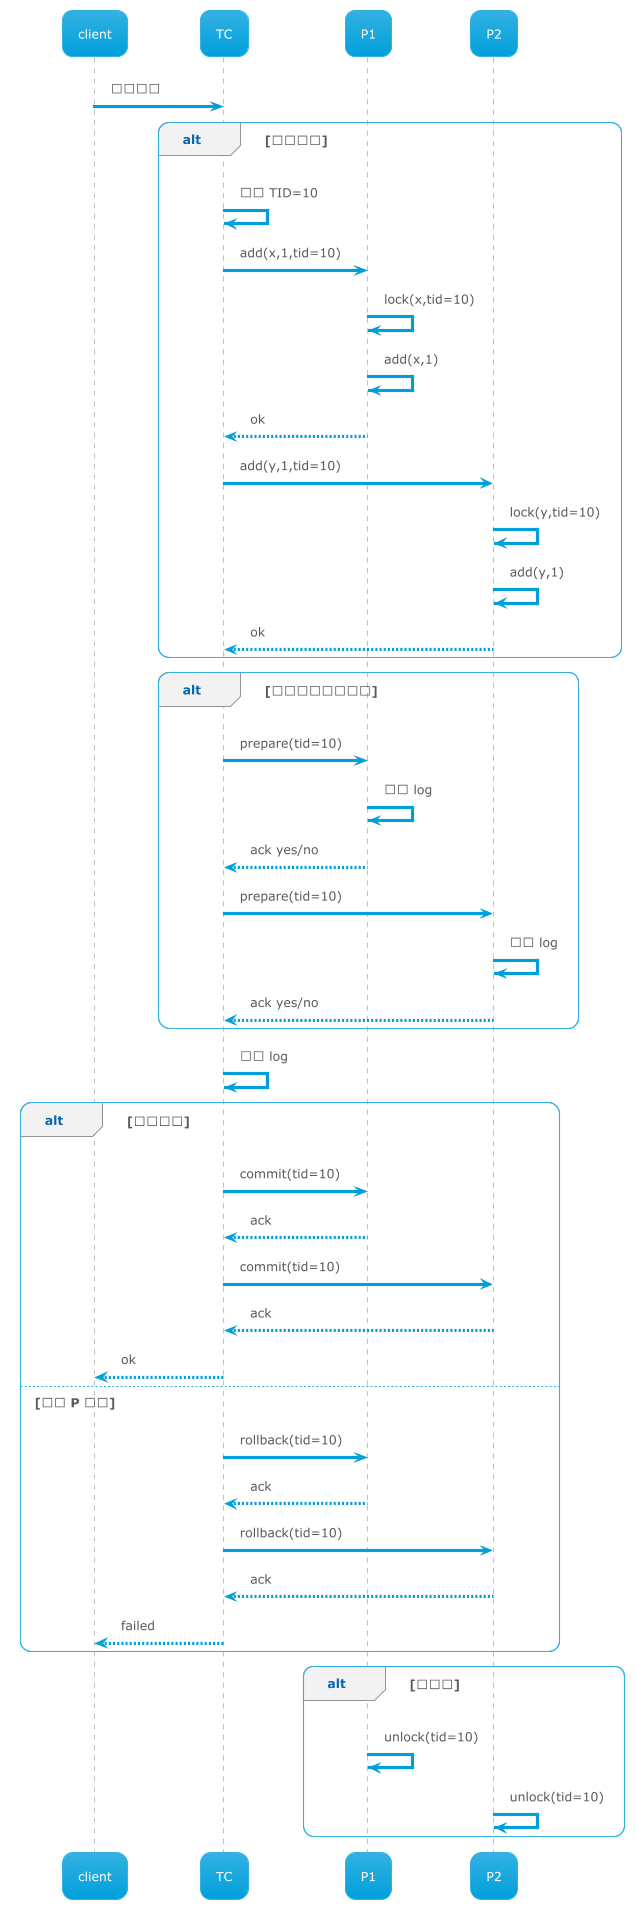 client TC P1 P2
alt
TID=10
add(x,1,tid=10)
lock(x,tid=10)
add(x,1)
ok
add(y,1,tid=10)
lock(y,tid=10)
add(y,1)
ok
alt
prepare(tid=10)
log
ack yes/no
prepare(tid=10)
log
ack yes/no
log
alt
commit(tid=10)
ack
commit(tid=10)
ack
ok
P
rollback(tid=10)
ack
rollback(tid=10)
ack
failed
alt
unlock(tid=10)
unlock(tid=10)
client TC P1 P2